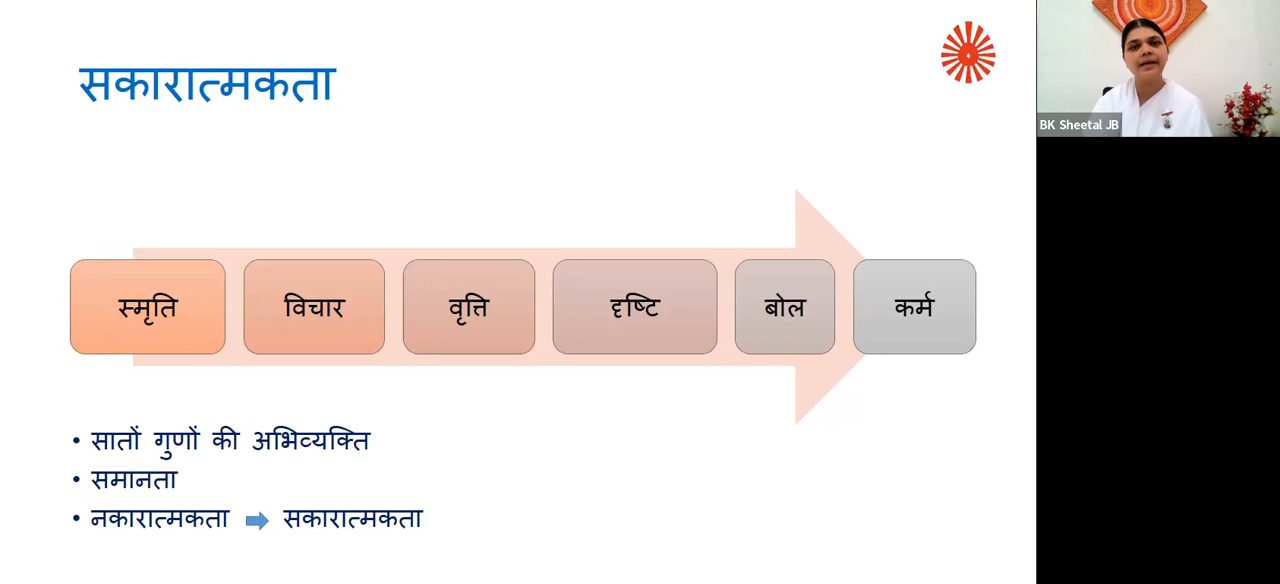 सकारात्मकता
स्मृति विचार वृत्ति दृष्टि बोल कर्म
• सातों गुणों की अभिव्यक्ति
• समानता
• नकारात्मकता ➡ सकारात्मकता
BK Sheetal JB